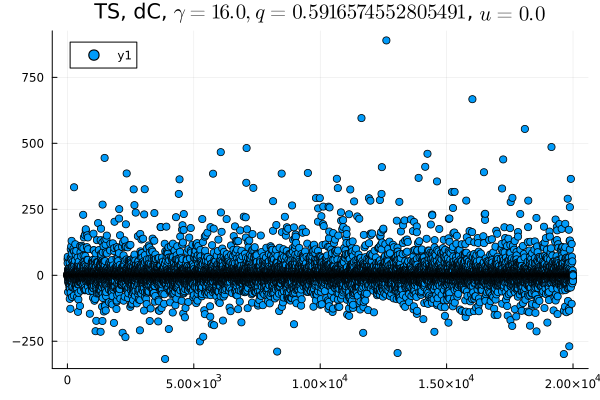 TS, dC, γ = 16.0, q = 0.5916574552805491, u = 0.0
y1
750
500
250
0
−250
0 5.00×10³ 1.00×10⁴ 1.50×10⁴ 2.00×10⁴